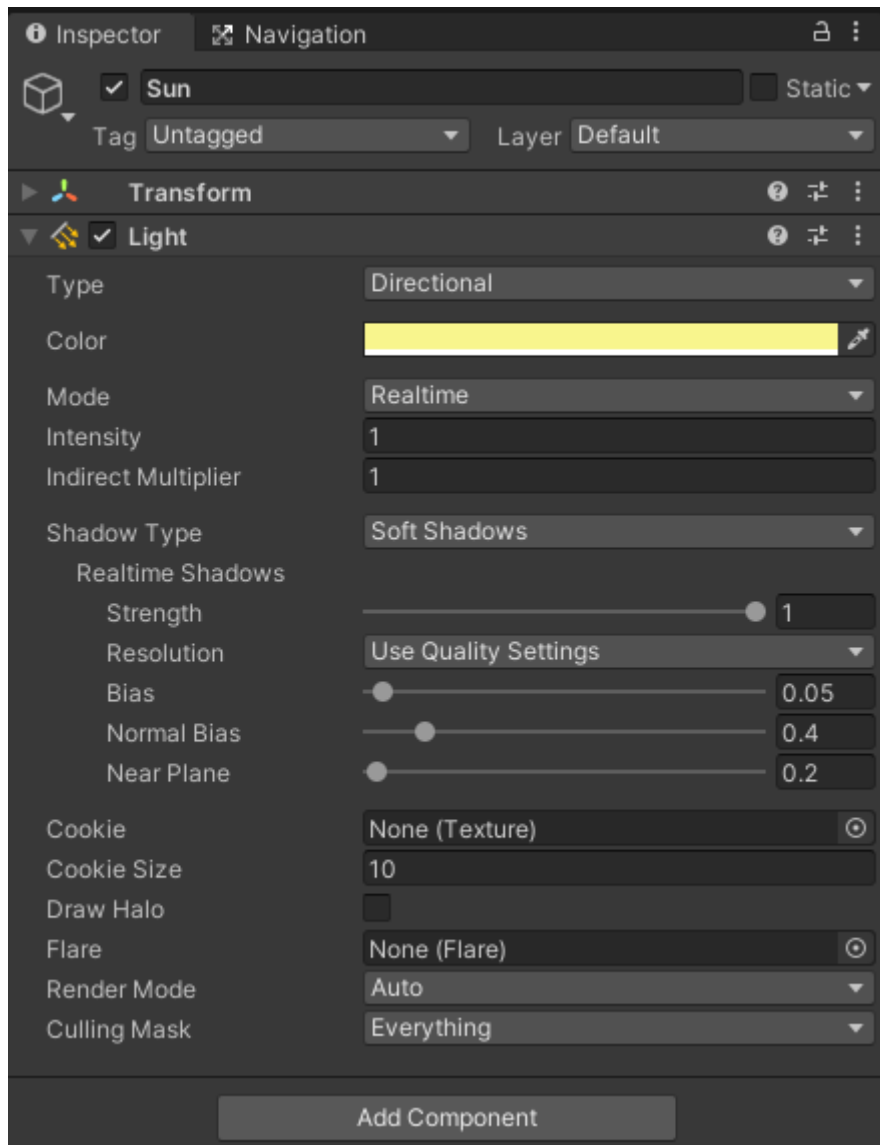 Inspector Navigation
Sun Static
Tag Untagged Layer Default
Transform
Light
Type Directional
Color
Mode Realtime
Intensity 1
Indirect Multiplier 1
Shadow Type Soft Shadows
Realtime Shadows
Strength 1
Resolution Use Quality Settings
Bias 0.05
Normal Bias 0.4
Near Plane 0.2
Cookie None (Texture)
Cookie Size 10
Draw Halo
Flare None (Flare)
Render Mode Auto
Culling Mask Everything
Add Component